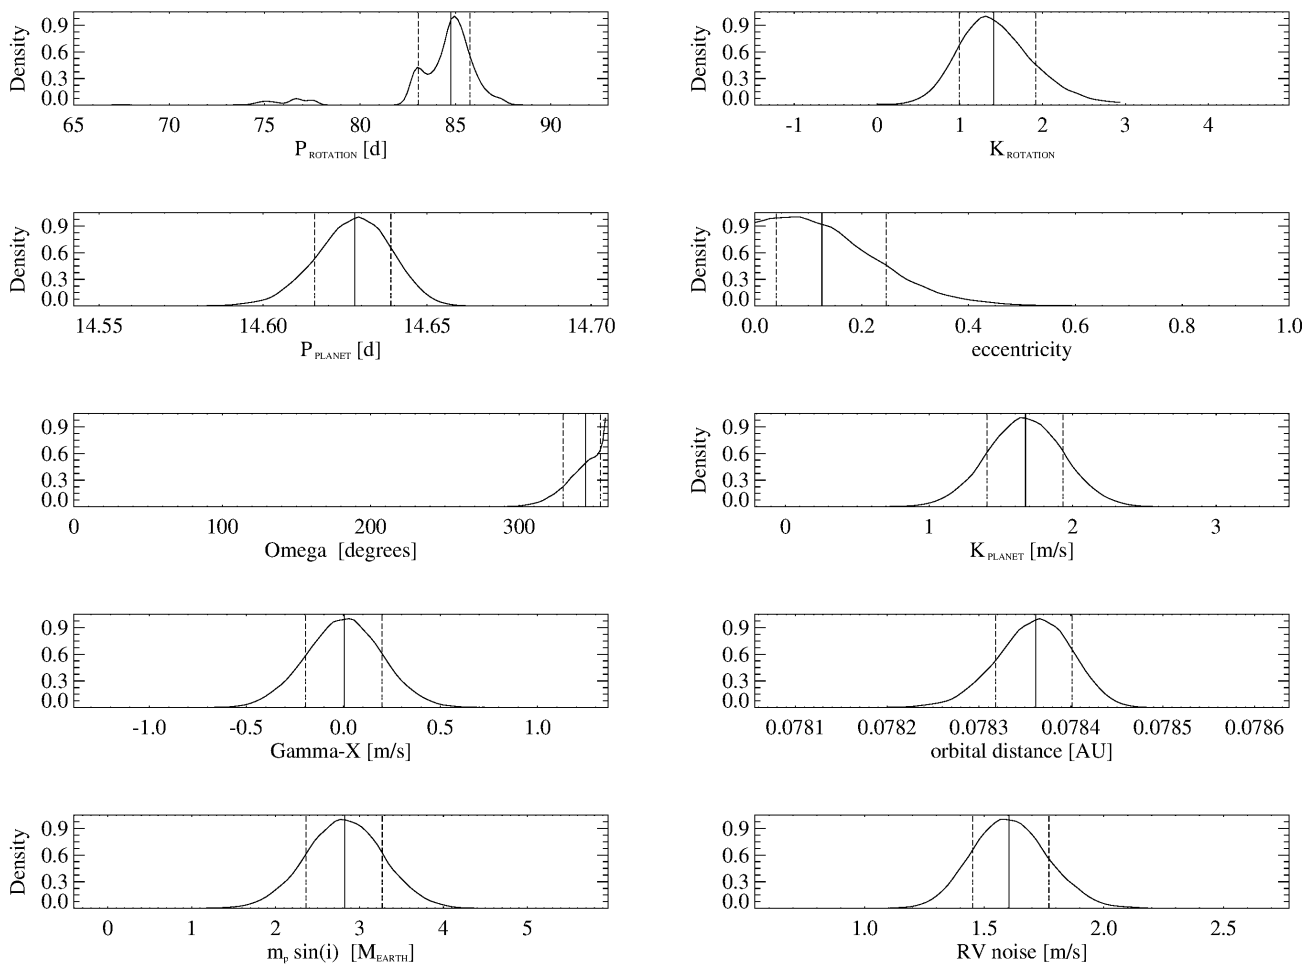 Density
0.9
0.6
0.3
0.0
65 70 75 80 85 90
P ROTATION [d]
Density
0.9
0.6
0.3
0.0
-1 0 1 2 3 4
K ROTATION
Density
0.9
0.6
0.3
0.0
14.55 14.60 14.65 14.70
P PLANET [d]
Density
0.9
0.6
0.3
0.0
0.0 0.2 0.4 0.6 0.8 1.0
eccentricity
Density
0.9
0.6
0.3
0.0
0 100 200 300
Omega [degrees]
Density
0.9
0.6
0.3
0.0
0 1 2 3
K PLANET [m/s]
Density
0.9
0.6
0.3
0.0
-1.0 -0.5 0.0 0.5 1.0
Gamma-X [m/s]
Density
0.9
0.6
0.3
0.0
0.0781 0.0782 0.0783 0.0784 0.0785 0.0786
orbital distance [AU]
Density
0.9
0.6
0.3
0.0
0 1 2 3 4 5
mp sin(i) [MEARTH]
Density
0.9
0.6
0.3
0.0
1.0 1.5 2.0 2.5
RV noise [m/s]